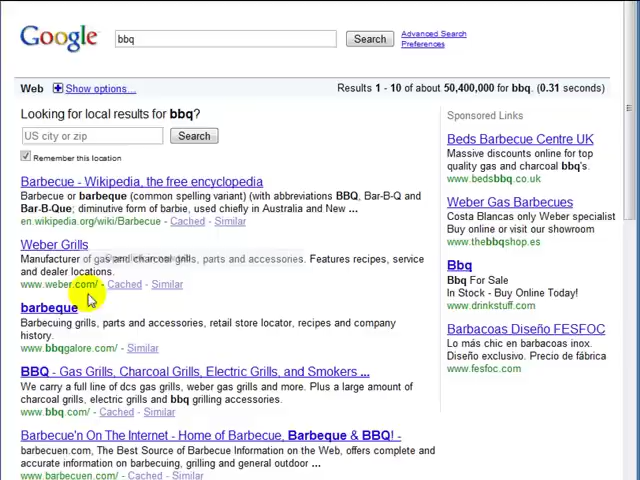 Google
bbq
Search
Advanced Search
Preferences
Web
Show options...
Results 1 - 10 of about 50,400,000 for bbq. (0.31 seconds)
Looking for local results for bbq?
US city or zip
Search
Remember this location
Barbecue - Wikipedia, the free encyclopedia
Barbecue or barbeque (common spelling variant) (with abbreviations BBQ, Bar-B-Q and
Bar-B-Que; diminutive form of barbie, used chiefly in Australia and New ...
en.wikipedia.org/wiki/Barbecue - Cached - Similar
Weber Grills
Manufacturer of gas and charcoal grills, parts and accessories. Features recipes, service
and dealer locations.
www.weber.com/ - Cached - Similar
barbeque
Barbecuing grills, parts and accessories, retail store locator, recipes and company
history.
www.bbqgalore.com/ - Similar
BBQ - Gas Grills, Charcoal Grills, Electric Grills, and Smokers ...
We carry a full line of dcs gas grills, weber gas grills and more. Plus a large amount of
charcoal grills, electric grills and bbq grilling accessories.
www.bbq.com/ - Cached - Similar
Barbecue'n On The Internet - Home of Barbecue, Barbeque & BBQ! -
barbecuen.com, The Best Source of Barbecue Information on the Web, offers complete and
accurate information on barbecuing, grilling and general outdoor ...
www.barbecuen.com/ - Cached - Similar
Sponsored Links
Beds Barbecue Centre UK
Massive discounts online for top
quality gas and charcoal bbq's.
www.bedsbbq.co.uk
Weber Gas Barbecues
Costa Blancas only Weber specialist
Buy online or visit our showroom
www.thebbqshop.es
Bbq
Bbq For Sale
In Stock - Buy Online Today!
www.drinkstuff.com
Barbacoas Diseño FESFOC
Lo más chic en barbacoas inox.
Diseño exclusivo. Precio de fábrica
www.fesfoc.com